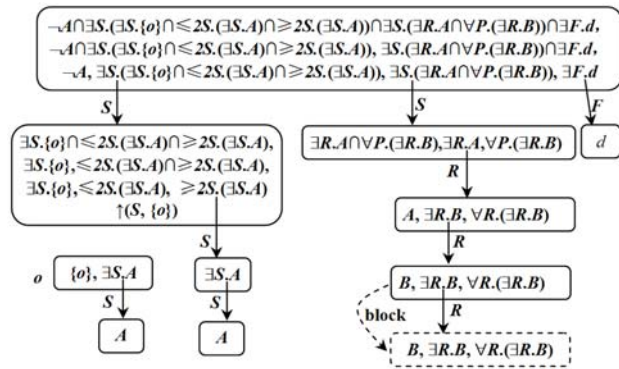 ¬A∩∃S.(∃S.{o}∩≤2S.(∃S.A)∩≥2S.(∃S.A))∩∃S.(∃R.A∩∀P.(∃R.B))∩∃F.d,
¬A∩∃S.(∃S.{o}∩≤2S.(∃S.A)∩≥2S.(∃S.A)), ∃S.(∃R.A∩∀P.(∃R.B))∩∃F.d
¬A, ∃S.(∃S.{o}∩≤2S.(∃S.A)∩≥2S.(∃S.A)), ∃S.(∃R.A∩∀P.(∃R.B)), ∃F.d
S
S
F
∃S.{o}∩≤2S.(∃S.A)∩≥2S.(∃S.A),
∃S.{o},≤2S.(∃S.A)∩≥2S.(∃S.A),
∃S.{o},≤2S.(∃S.A), ≥2S.(∃S.A)
↑(S, {o})
∃R.A∩∀P.(∃R.B),∃R.A,∀P.(∃R.B)
d
R
A, ∃R.B, ∀R.(∃R.B)
S
R
o
{o}, ∃S.A
∃S.A
B, ∃R.B, ∀R.(∃R.B)
S
S
block
R
A
A
B, ∃R.B, ∀R.(∃R.B)